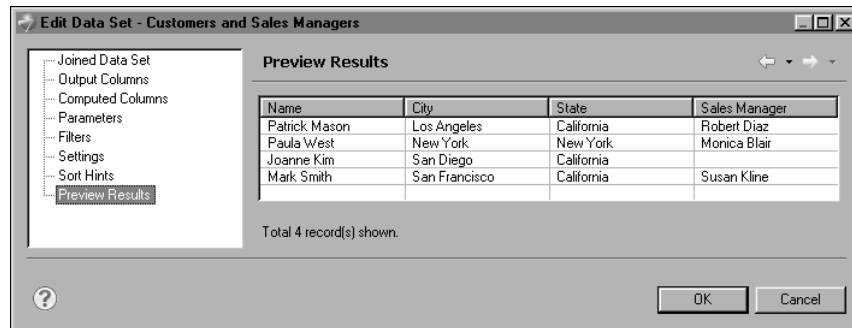 Edit Data Set - Customers and Sales Managers
Joined Data Set
Output Columns
Computed Columns
Parameters
Filters
Settings
Sort Hints
Preview Results
Preview Results
Name City State Sales Manager
Patrick Mason Los Angeles California Robert Diaz
Paula West New York New York Monica Blair
Joanne Kim San Diego California
Mark Smith San Francisco California Susan Kline
Total 4 record(s) shown.
?
OK Cancel